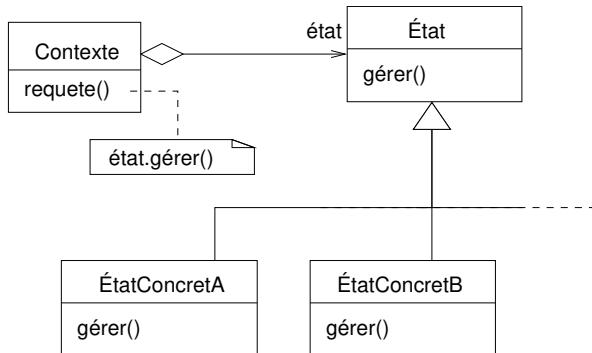 état
État
Contexte
gérer()
requete()
état.gérer()
ÉtatConcretA
ÉtatConcretB
gérer()
gérer()